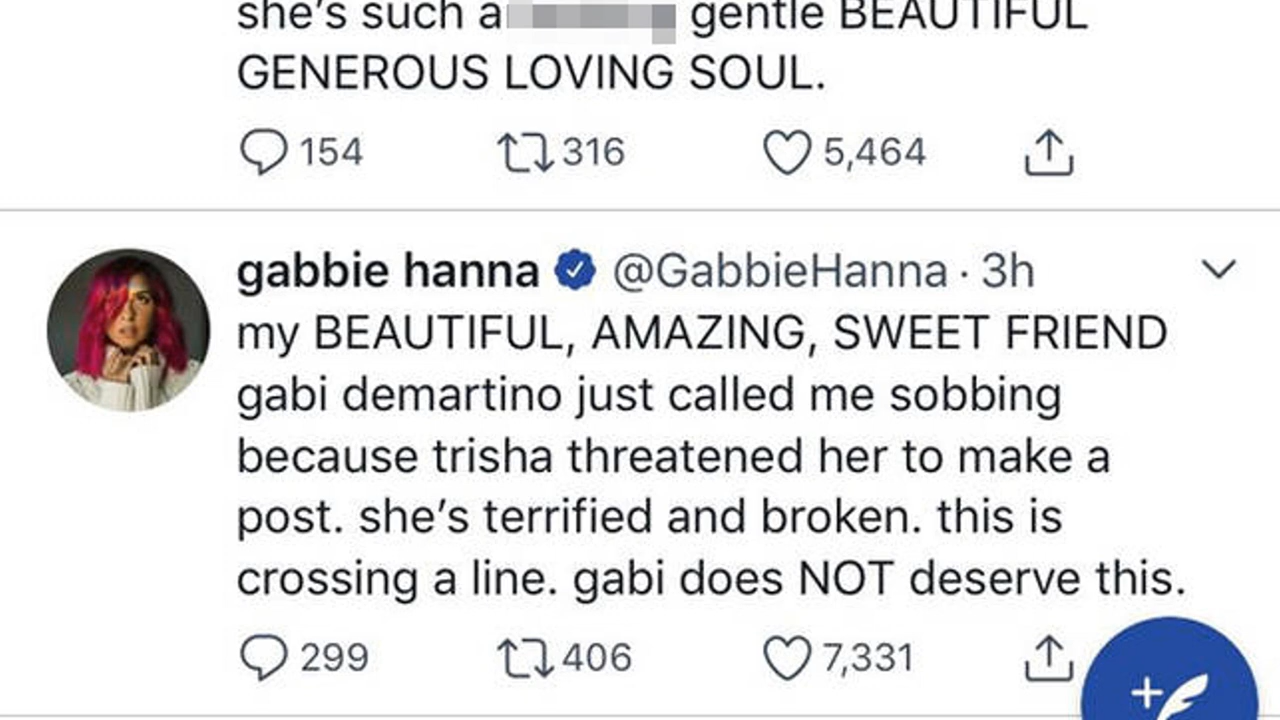 she's such a gentle BEAUTIFUL
GENEROUS LOVING SOUL.
154 316 5,464
gabbie hanna @GabbieHanna · 3h
my BEAUTIFUL, AMAZING, SWEET FRIEND
gabi demartino just called me sobbing
because trisha threatened her to make a
post. she's terrified and broken. this is
crossing a line. gabi does NOT deserve this.
299 406 7,331